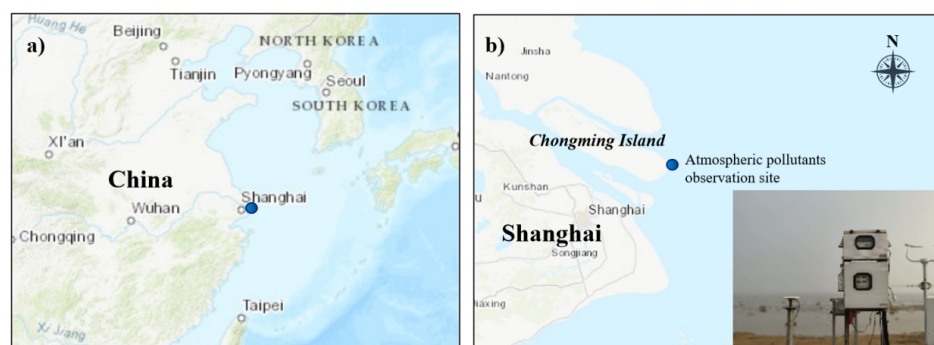 a)
Huang He
Beijing
NORTH KOREA
Tianjin
Pyongyang
Seoul
SOUTH KOREA
XI'an
China
Shanghai
Wuhan
Chongqing
Taipei
Xi Jiang
b)
N
Jinsha
Nantong
Chongming Island
Atmospheric pollutants
observation site
Kunshan
u
Shanghai
Shanghai
Songjiang
Jiaxing